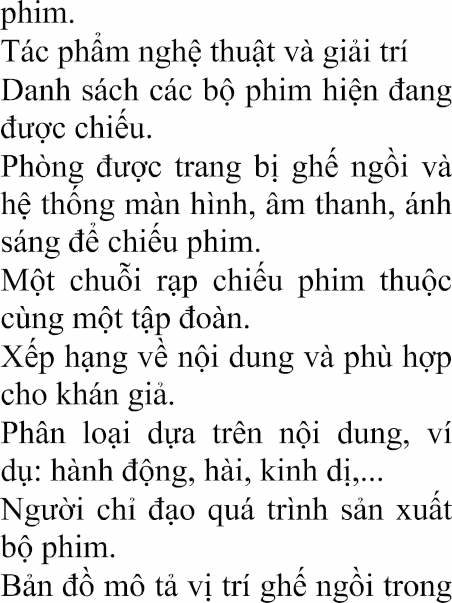 phim.
Tác phẩm nghệ thuật và giải trí
Danh sách các bộ phim hiện đang
được chiếu.
Phòng được trang bị ghế ngồi và
hệ thống màn hình, âm thanh, ánh
sáng để chiếu phim.
Một chuỗi rạp chiếu phim thuộc
cùng một tập đoàn.
Xếp hạng về nội dung và phù hợp
cho khán giả.
Phân loại dựa trên nội dung, ví
dụ: hành động, hài, kinh dị,...
Người chỉ đạo quá trình sản xuất
bộ phim.
Bản đồ mô tả vị trí ghế ngồi trong